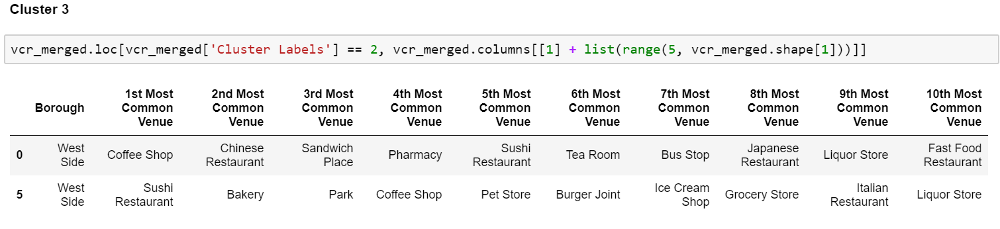 Cluster 3
vcr_merged.loc[vcr_merged['Cluster Labels'] == 2, vcr_merged.columns[[1] + list(range(5, vcr_merged.shape[1]))]]
Borough 1st Most Common Venue 2nd Most Common Venue 3rd Most Common Venue 4th Most Common Venue 5th Most Common Venue 6th Most Common Venue 7th Most Common Venue 8th Most Common Venue 9th Most Common Venue 10th Most Common Venue
0 West Side Coffee Shop Chinese Restaurant Sandwich Place Pharmacy Sushi Restaurant Tea Room Bus Stop Japanese Restaurant Liquor Store Fast Food Restaurant
5 West Side Sushi Restaurant Bakery Park Coffee Shop Pet Store Burger Joint Ice Cream Shop Grocery Store Italian Restaurant Liquor Store